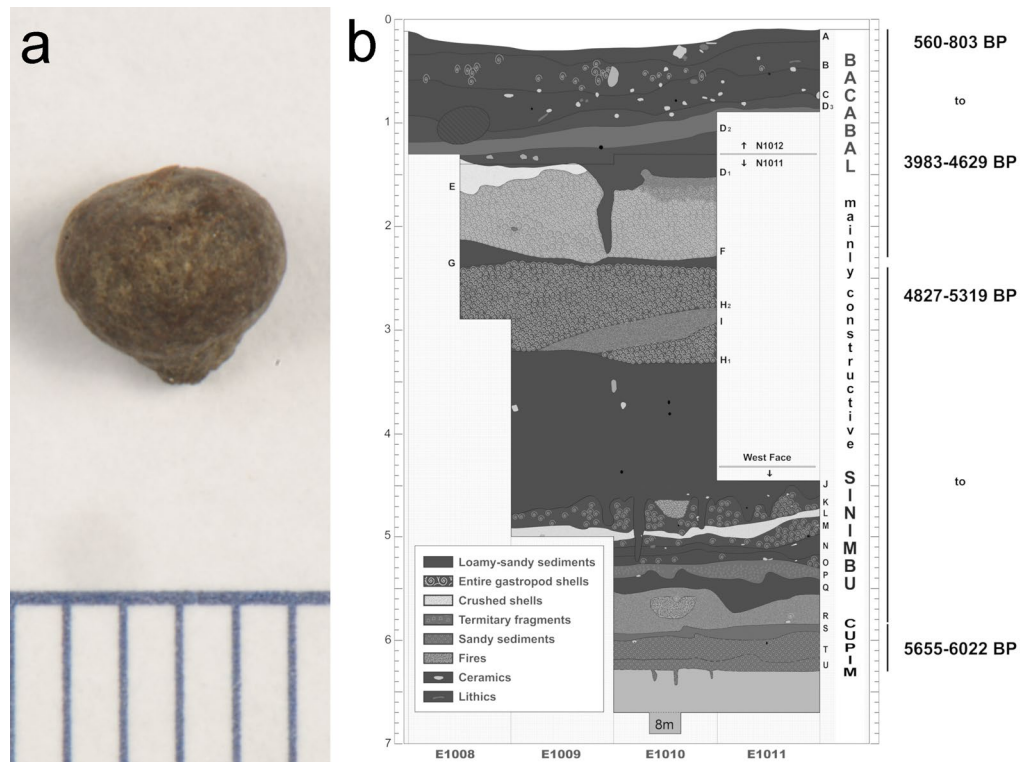 a
b
0
1
2
3
4
5
6
7
A
B
C
D3
D2
↑ N1012
↓ N1011
D1
E
F
G
H2
I
H1
West Face
↓
J
K
L
M
N
O
P
Q
R
S
T
U
BACABAL
mainly constructive
SINIMBU
CUPIM
560-803 BP
to
3983-4629 BP
4827-5319 BP
to
5655-6022 BP
Loamy-sandy sediments
Entire gastropod shells
Crushed shells
Termitary fragments
Sandy sediments
Fires
Ceramics
Lithics
8m
E1008 E1009 E1010 E1011